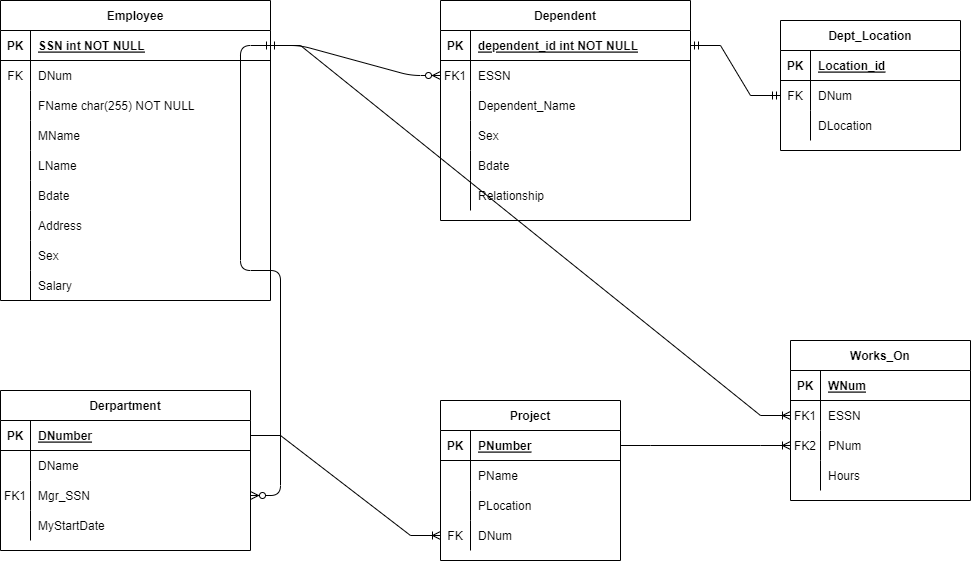 Employee
PK SSN int NOT NULL
FK DNum
FName char(255) NOT NULL
MName
LName
Bdate
Address
Sex
Salary
Dependent
PK dependent_id int NOT NULL
FK1 ESSN
Dependent_Name
Sex
Bdate
Relationship
Dept_Location
PK Location_id
FK DNum
DLocation
Derpartment
PK DNumber
DName
FK1 Mgr_SSN
MyStartDate
Project
PK PNumber
PName
PLocation
FK DNum
Works_On
PK WNum
FK1 ESSN
FK2 PNum
Hours